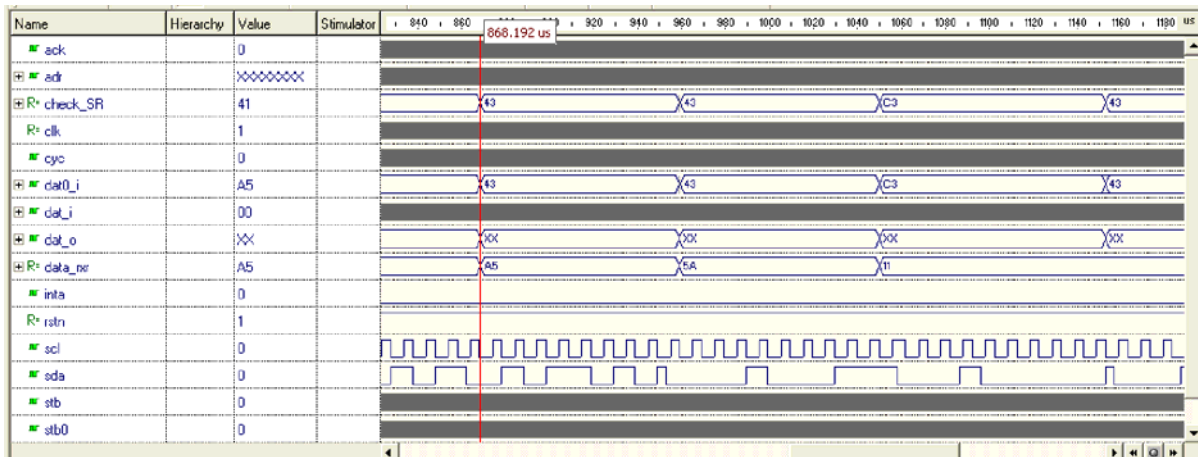 Name Hierarchy Value Stimulator 840 860 920 940 960 980 1000 1020 1040 1060 1080 1100 1120 1140 1160 1180 us
868.192 us
ack 0
adr XXXXXXXX
check_SR 41 43 43 C3 43
clk 1
cyc 0
dat0_i A5 43 43 C3 43
dat_i 00
dat_o XX XX XX XX XX
A5 A5 5A 11
inta 0
rstn 1
scl 0
sda 0
stb 0
stb0 0